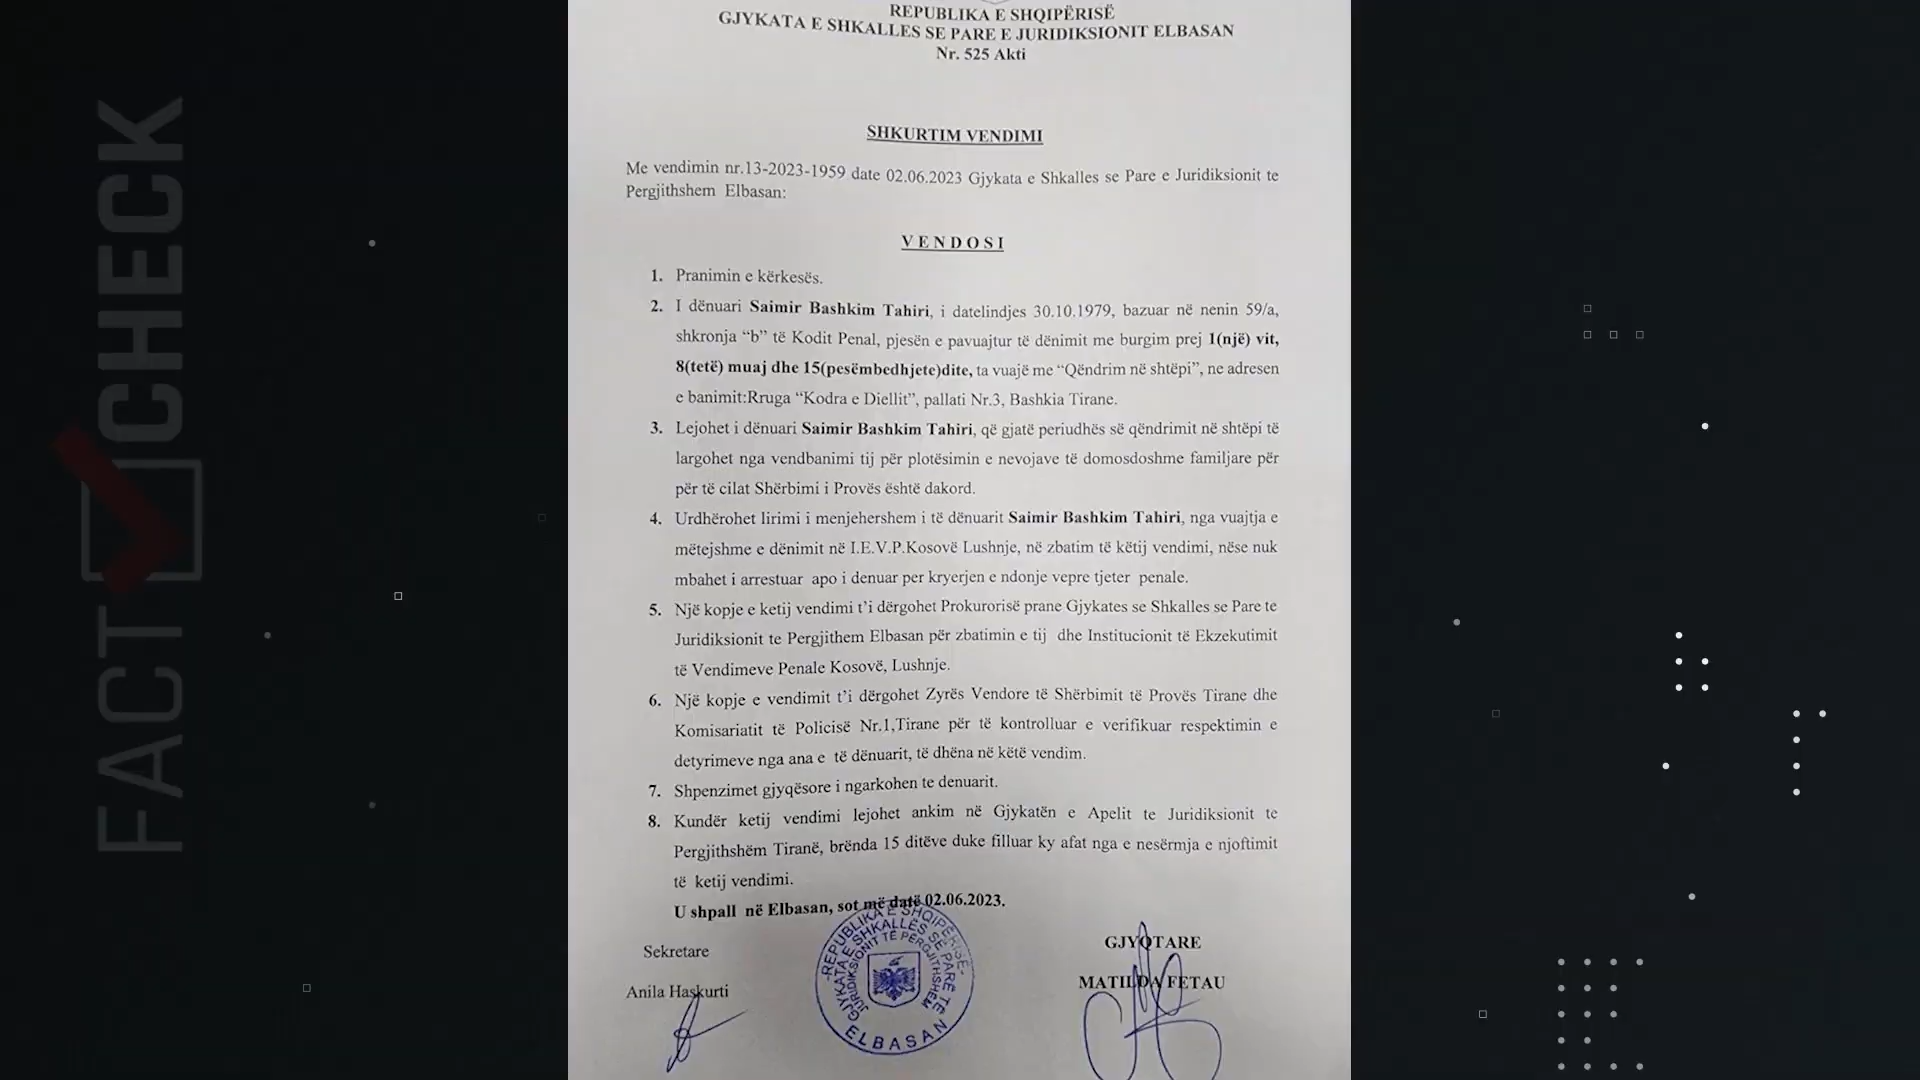 REPUBLIKA E SHQIPËRISË
GJYKATA E SHKALLES SE PARE E JURIDIKSIONIT ELBASAN
Nr. 525 Akti
SHKURTIM VENDIMI
Me vendimin nr.13-2023-1959 date 02.06.2023 Gjykata e Shkalles se Pare e Juridiksionit te
Pergjithshem Elbasan:
V E N D O S I
1. Pranimin e kërkesës.
2. I dënuari Saimir Bashkim Tahiri, i datelindjes 30.10.1979, bazuar në nenin 59/a,
shkronja “b” të Kodit Penal, pjesën e pavuajtur të dënimit me burgim prej 1(një) vit,
8(tetë) muaj dhe 15(pesëmbedhjete)dite, ta vuajë me “Qëndrim në shtëpi”, ne adresen
e banimit:Rruga “Kodra e Diellit”, pallati Nr.3, Bashkia Tirane.
3. Lejohet i dënuari Saimir Bashkim Tahiri, që gjatë periudhës së qëndrimit në shtëpi të
largohet nga vendbanimi tij për plotësimin e nevojave të domosdoshme familjare për
për të cilat Shërbimi i Provës është dakord.
4. Urdhërohet lirimi i menjehershem i të dënuarit Saimir Bashkim Tahiri, nga vuajtja e
mëtejshme e dënimit në I.E.V.P.Kosovë Lushnje, në zbatim të këtij vendimi, nëse nuk
mbahet i arrestuar apo i denuar per kryerjen e ndonje vepre tjeter penale.
5. Një kopje e ketij vendimi t’i dërgohet Prokurorisë prane Gjykates se Shkalles se Pare te
Juridiksionit te Pergjithem Elbasan për zbatimin e tij dhe Institucionit të Ekzekutimit
të Vendimeve Penale Kosovë, Lushnje.
6. Një kopje e vendimit t’i dërgohet Zyrës Vendore të Shërbimit të Provës Tirane dhe
Komisariatit të Policisë Nr.1,Tirane për të kontrolluar e verifikuar respektimin e
detyrimeve nga ana e të dënuarit, të dhëna në këtë vendim.
7. Shpenzimet gjyqësore i ngarkohen te denuarit.
8. Kundër ketij vendimi lejohet ankim në Gjykatën e Apelit te Juridiksionit te
Pergjithshëm Tiranë, brënda 15 ditëve duke filluar ky afat nga e nesërmja e njoftimit
të ketij vendimi.
U shpall në Elbasan, sot më datë 02.06.2023.
Sekretare
Anila Haskurti
GJYQTARE
MATILDA FETAU
REPUBLIKA E SHQIPËRISË
GJYKATA E SHKALLËS SË PARË TË
JURIDIKSIONIT TË PËRGJITHSHËM
ELBASAN
FACT CHECK